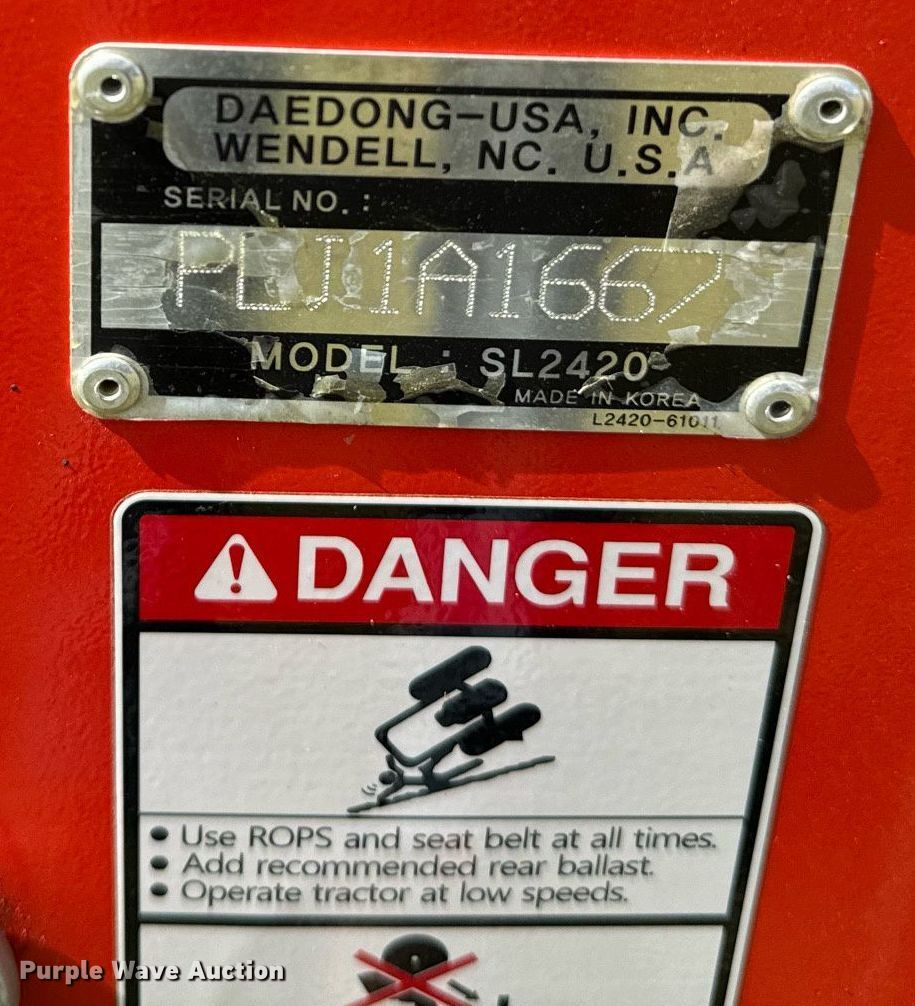 DAEDONG-USA, INC.
WENDELL, NC. U.S.A
SERIAL NO. :
PLJ1A1667
MODEL : SL2420
MADE IN KOREA
L2420-61011
DANGER
• Use ROPS and seat belt at all times.
• Add recommended rear ballast.
• Operate tractor at low speeds.
Purple Wave Auction